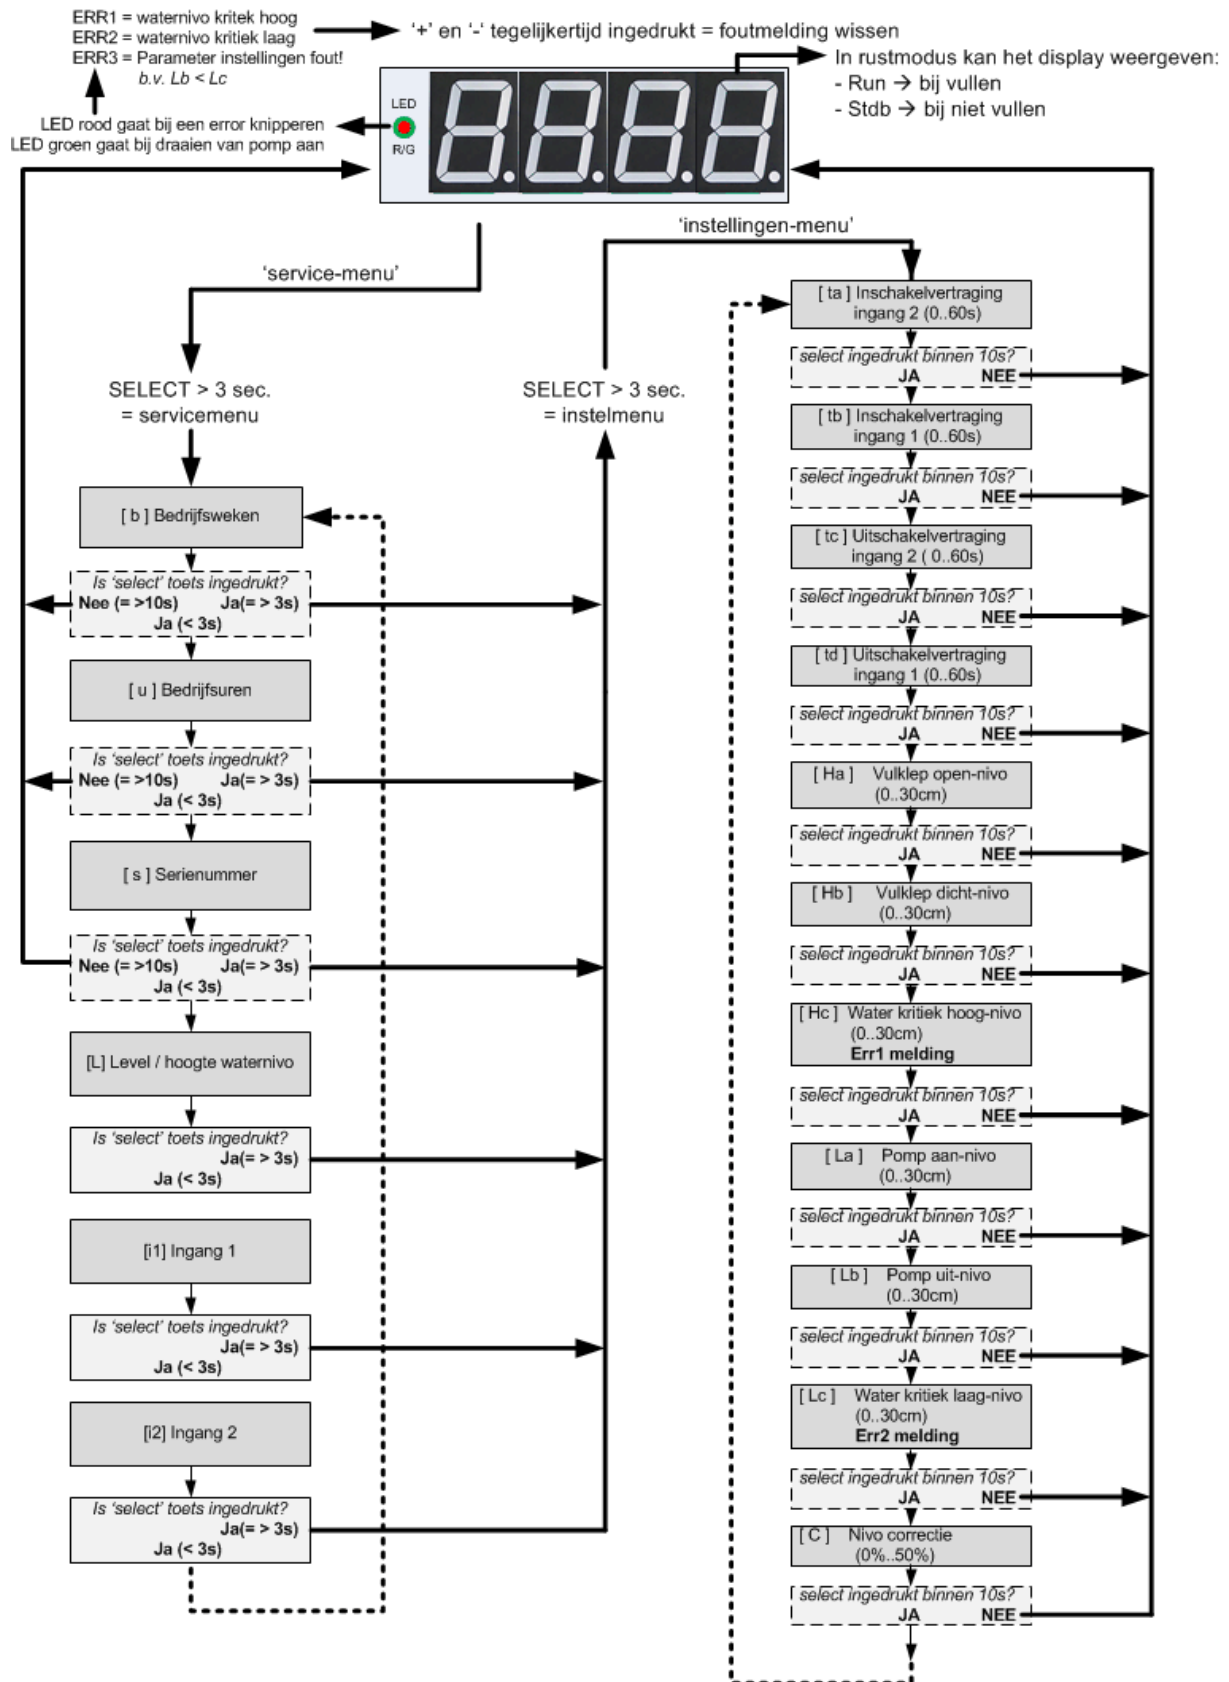 ERR1 = waternivo kritek hoog
ERR2 = waternivo kritiek laag
ERR3 = Parameter instellingen fout!
b.v. Lb < Lc
'+' en '-' tegelijkertijd ingedrukt = foutmelding wissen
In rustmodus kan het display weergeven:
- Run → bij vullen
- Stdb → bij niet vullen
LED
R/G
LED rood gaat bij een error knipperen
LED groen gaat bij draaien van pomp aan
'service-menu'
SELECT > 3 sec.
= servicemenu
[ b ] Bedrijfsweken
Is 'select' toets ingedrukt?
Nee (= >10s) Ja(= > 3s)
Ja (< 3s)
[ u ] Bedrijfsuren
Is 'select' toets ingedrukt?
Nee (= >10s) Ja(= > 3s)
Ja (< 3s)
[ s ] Serienummer
Is 'select' toets ingedrukt?
Nee (= >10s) Ja(= > 3s)
Ja (< 3s)
[L] Level / hoogte waternivo
Is 'select' toets ingedrukt?
Ja(= > 3s)
Ja (< 3s)
[i1] Ingang 1
Is 'select' toets ingedrukt?
Ja(= > 3s)
Ja (< 3s)
[i2] Ingang 2
Is 'select' toets ingedrukt?
Ja(= > 3s)
Ja (< 3s)
'instellingen-menu'
SELECT > 3 sec.
= instelmenu
[ ta ] Inschakelvertraging
ingang 2 (0..60s)
select ingedrukt binnen 10s?
JA NEE
[ tb ] Inschakelvertraging
ingang 1 (0..60s)
select ingedrukt binnen 10s?
JA NEE
[ tc ] Uitschakelvertraging
ingang 2 ( 0..60s)
select ingedrukt binnen 10s?
JA NEE
[ td ] Uitschakelvertraging
ingang 1 (0..60s)
select ingedrukt binnen 10s?
JA NEE
[ Ha ] Vulklep open-nivo
(0..30cm)
select ingedrukt binnen 10s?
JA NEE
[ Hb ] Vulklep dicht-nivo
(0..30cm)
select ingedrukt binnen 10s?
JA NEE
[ Hc ] Water kritiek hoog-nivo
(0..30cm)
Err1 melding
select ingedrukt binnen 10s?
JA NEE
[ La ] Pomp aan-nivo
(0..30cm)
select ingedrukt binnen 10s?
JA NEE
[ Lb ] Pomp uit-nivo
(0..30cm)
select ingedrukt binnen 10s?
JA NEE
[ Lc ] Water kritiek laag-nivo
(0..30cm)
Err2 melding
select ingedrukt binnen 10s?
JA NEE
[ C ] Nivo correctie
(0%..50%)
select ingedrukt binnen 10s?
JA NEE